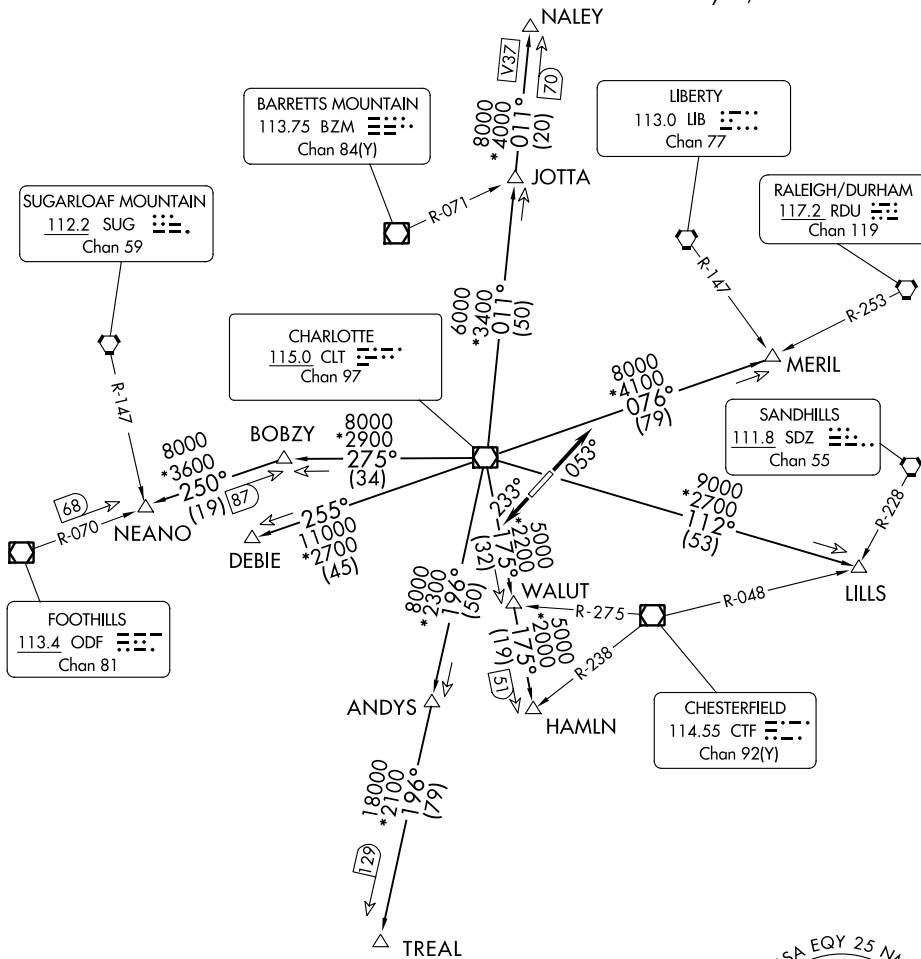 NALEY
V37
70
8000
*4000
011°
(20)
BARRETTS MOUNTAIN
113.75 BZM
Chan 84(Y)
LIBERTY
113.0 LIB
Chan 77
JOTTA
R-071
SUGARLOAF MOUNTAIN
112.2 SUG
Chan 59
RALEIGH/DURHAM
117.2 RDU
Chan 119
R-147
R-253
6000
*3400
011°
(50)
CHARLOTTE
115.0 CLT
Chan 97
MERIL
8000
*4100
076°
(79)
R-147
BOBZY
8000
*2900
275°
(34)
SANDHILLS
111.8 SDZ
Chan 55
8000
*3600
250°
(19)
87
053°
233°
68
R-070
NEANO
255°
11000
*2700
(45)
DEBIE
9000
*2700
112°
(53)
R-228
LILLS
5000
*2200
175°
(32)
WALUT
R-275
R-048
FOOTHILLS
113.4 ODF
Chan 81
8000
*2300
196°
(50)
5000
*2000
175°
(19)
51
R-238
ANDYS
HAMLN
CHESTERFIELD
114.55 CTF
Chan 92(Y)
18000
*2100
196°
(79)
129
TREAL
SA EQY 25 N